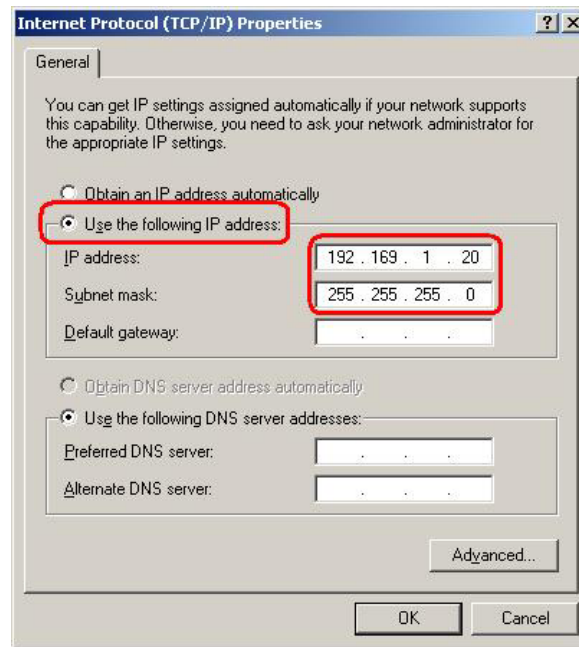 Internet Protocol (TCP/IP) Properties
General
You can get IP settings assigned automatically if your network supports
this capability. Otherwise, you need to ask your network administrator for
the appropriate IP settings.
Obtain an IP address automatically
Use the following IP address:
IP address: 192 . 169 . 1 . 20
Subnet mask: 255 . 255 . 255 . 0
Default gateway: . . .
Obtain DNS server address automatically
Use the following DNS server addresses:
Preferred DNS server: . . .
Alternate DNS server: . . .
Advanced...
OK Cancel